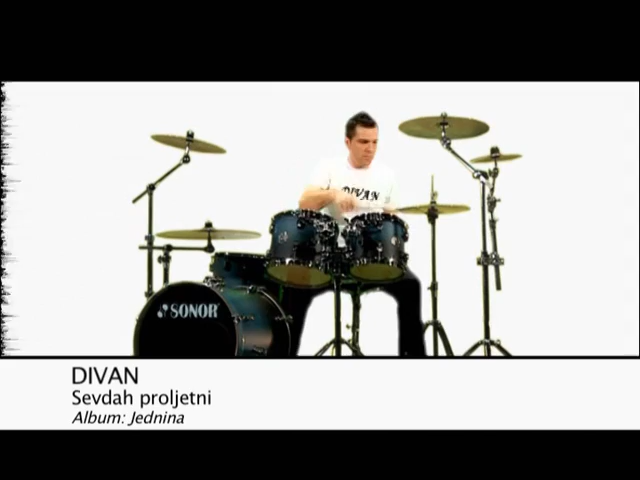 DIVAN
SONOR
DIVAN
Sevdah proljetni
Album: Jednina